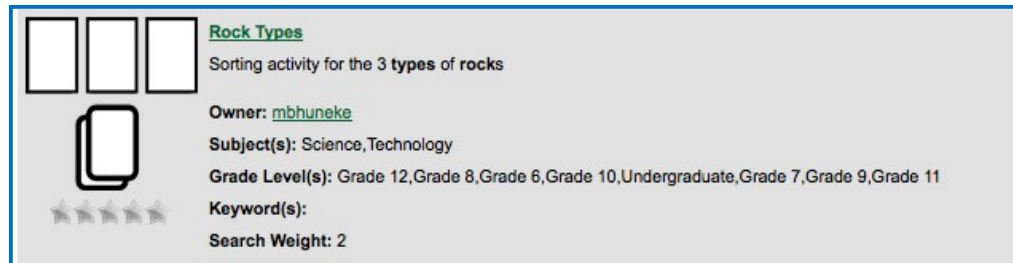 Rock Types
Sorting activity for the 3 types of rocks
Owner: mbhuneke
Subject(s): Science,Technology
Grade Level(s): Grade 12,Grade 8,Grade 6,Grade 10,Undergraduate,Grade 7,Grade 9,Grade 11
Keyword(s):
Search Weight: 2